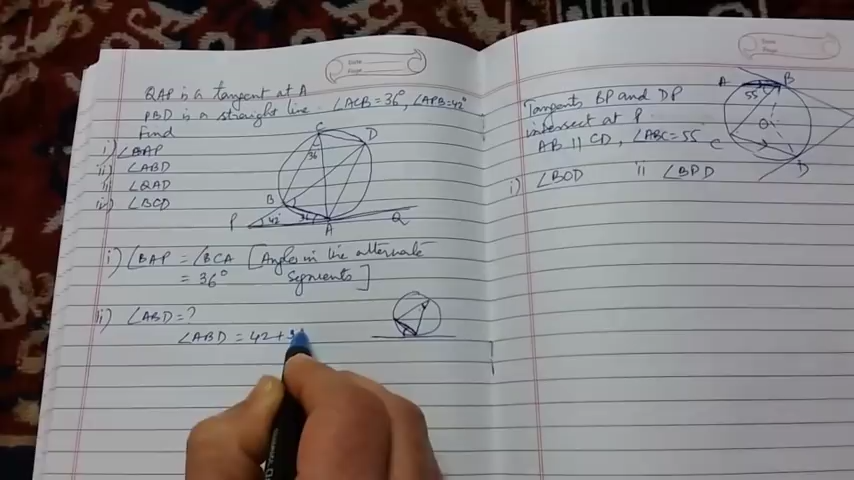 QAP is a tangent at A
PBD is a straight line. ∠ACB = 36°, ∠APB = 42°
Find
i) ∠BAP
ii) ∠ABD
iii) ∠QAD
iv) ∠BCD
C
D
36
B
P
42°
36
A
Q
i) ∠BAP = ∠BCA [Angles in the alternate
= 36° Segments]
ii) ∠ABD = ?
∠ABD = 42 + 3
Tangents BP and DP
intersect at P.
AB || CD, ∠ABC = 55
i) ∠BOD ii ∠BPD
A
B
55°
O
C
D